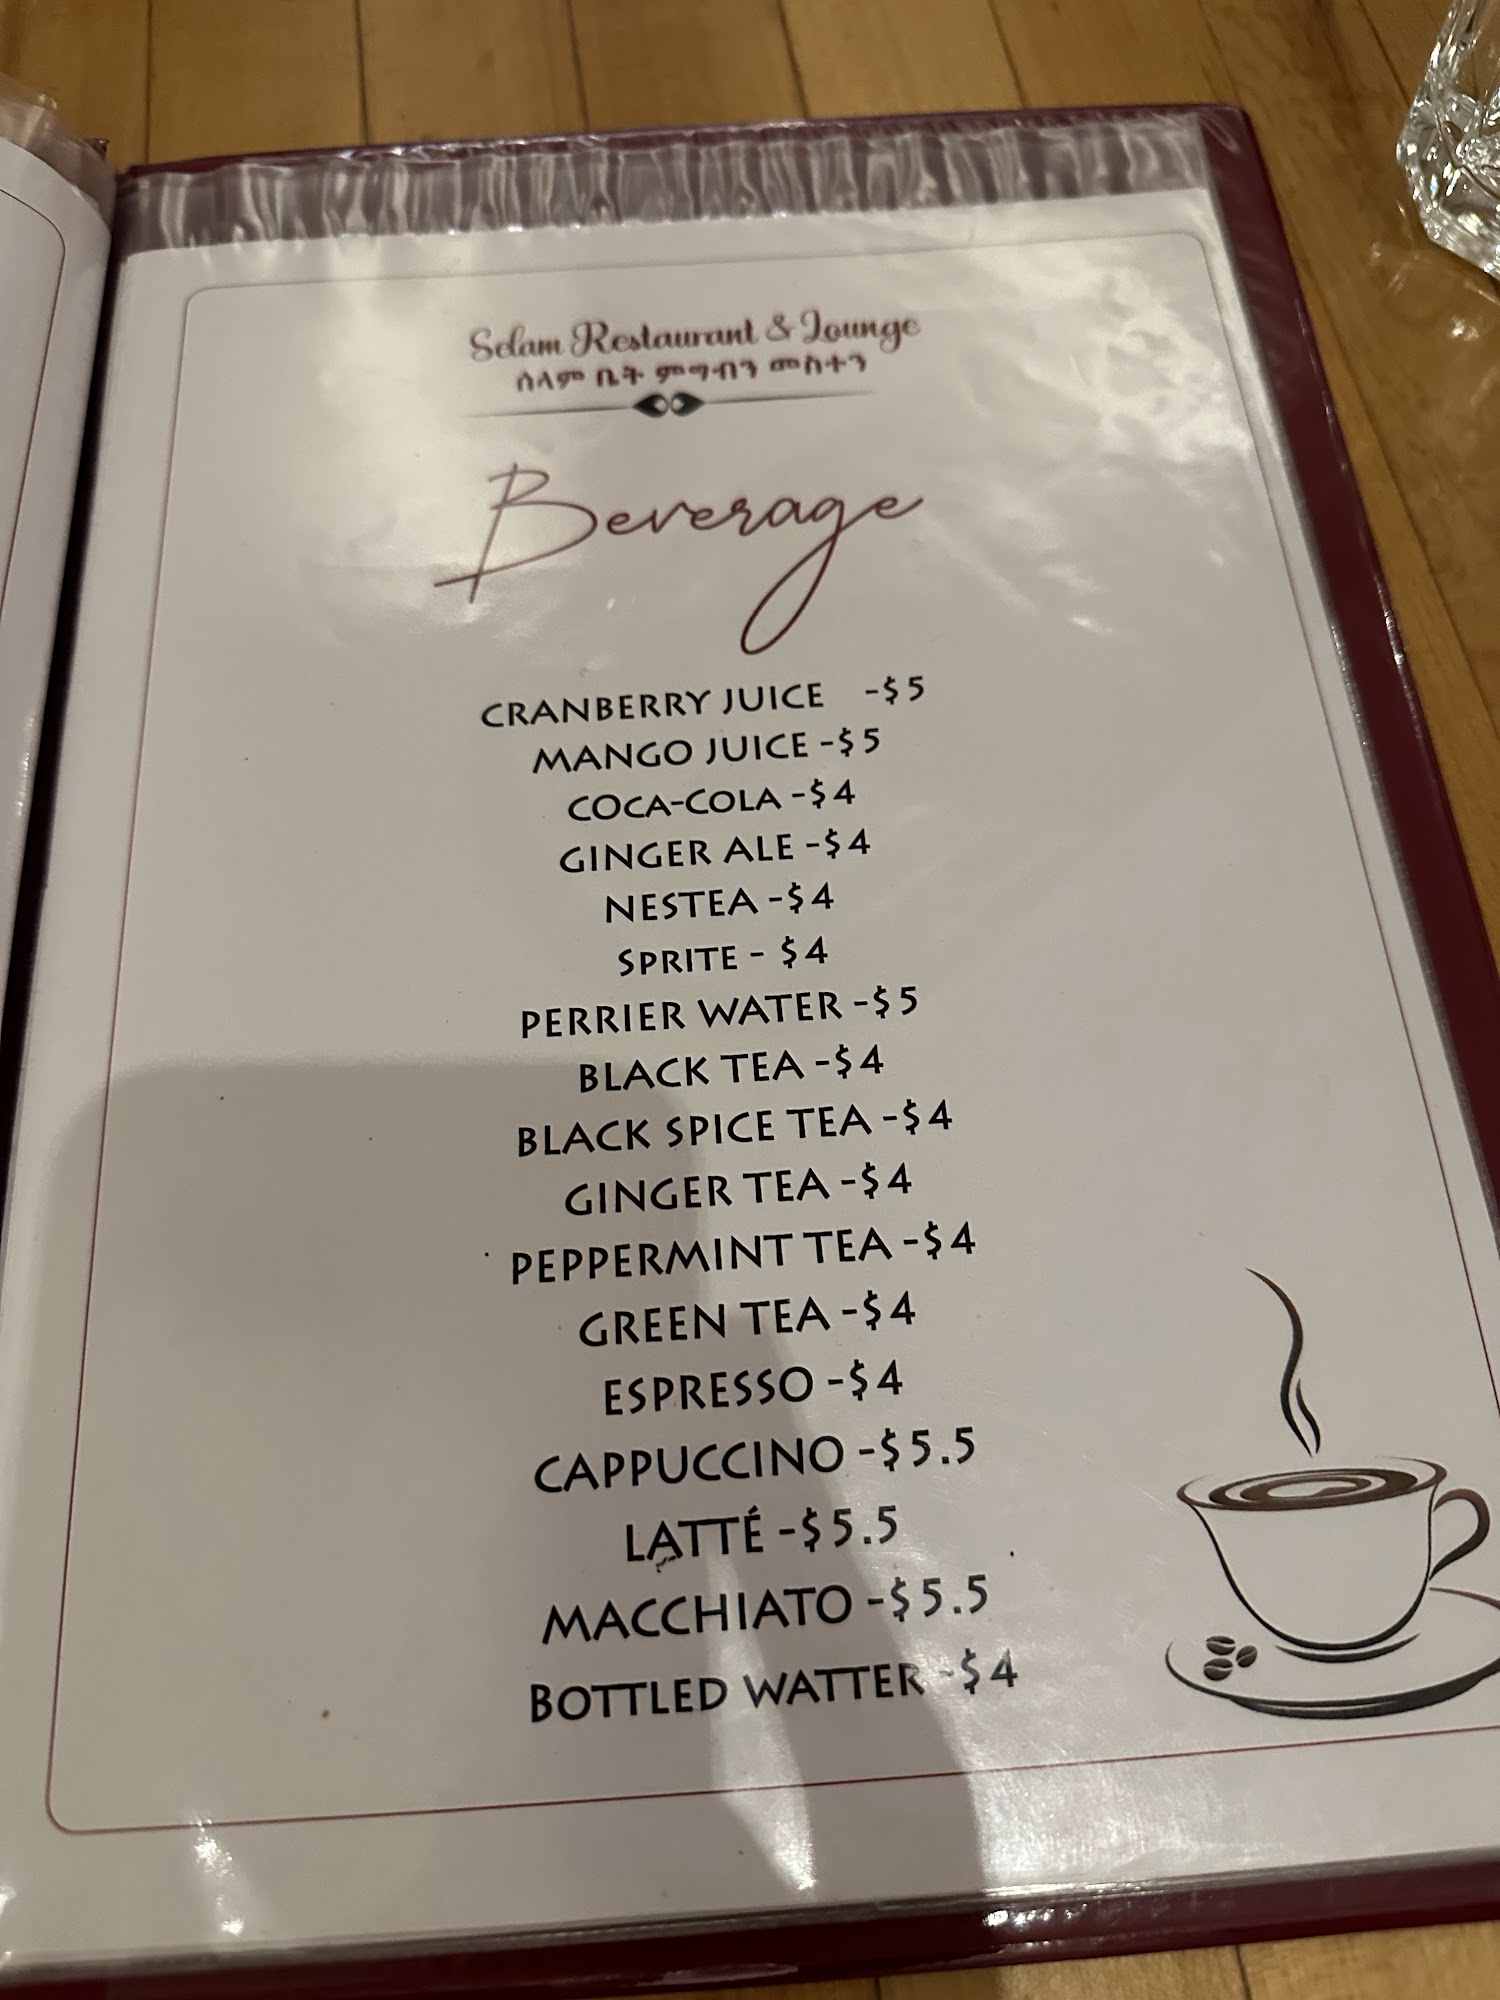 Selam Restaurant & Lounge
ሰላም ቤት ምግብን መስተን
Beverage
CRANBERRY JUICE -$5
MANGO JUICE -$5
COCA-COLA -$4
GINGER ALE -$4
NESTEA -$4
SPRITE - $4
PERRIER WATER -$5
BLACK TEA -$4
BLACK SPICE TEA -$4
GINGER TEA -$4
PEPPERMINT TEA -$4
GREEN TEA -$4
ESPRESSO -$4
CAPPUCCINO -$5.5
LATTÉ -$5.5
MACCHIATO -$5.5
BOTTLED WATTER -$4